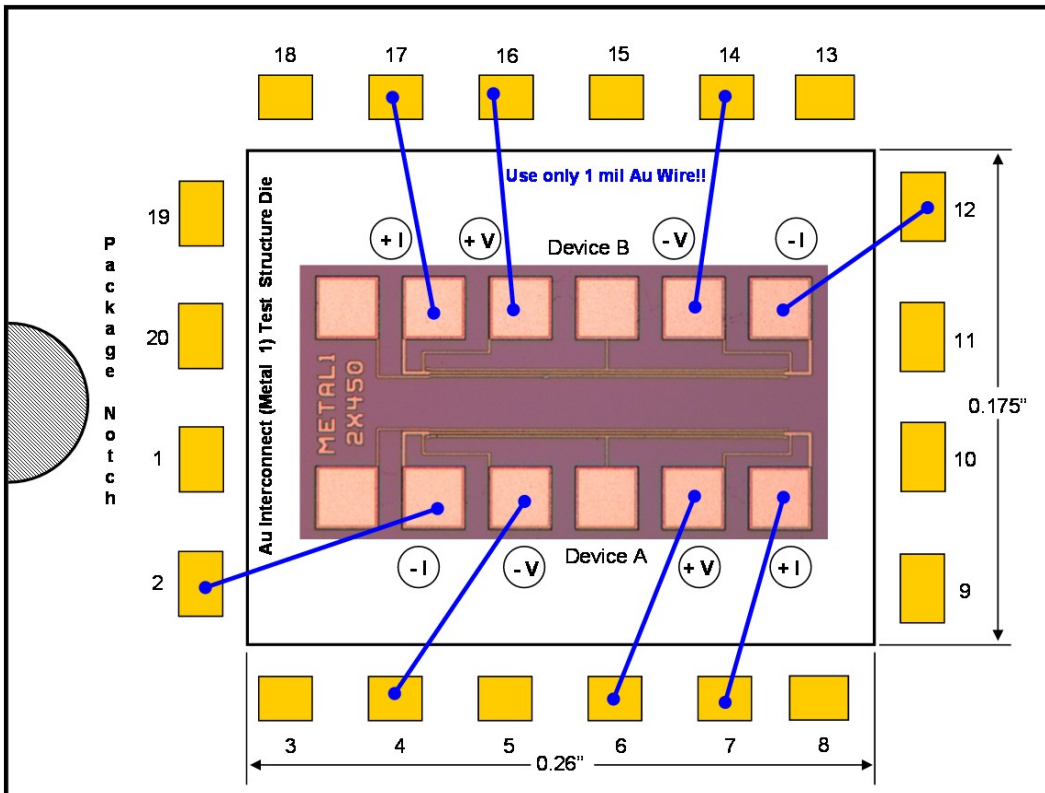 18
17
16
15
14
13
Use only 1 mil Au Wire!!
Au Interconnect (Metal 1) Test Structure Die
19
12
+ I
+ V
Device B
- V
- I
Package Notch
20
11
METAL1
2X450
0.175"
1
10
2
- I
- V
Device A
+ V
+ I
9
3
4
5
6
7
8
0.26"